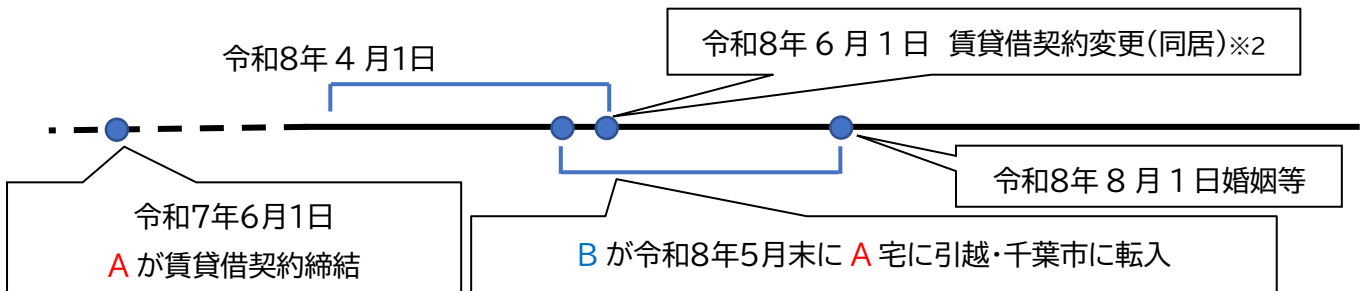 令和8年６月１日 賃貸借契約変更（同居）※2
令和8年４月1日
令和8年８月１日婚姻等
令和7年6月1日
A が賃貸借契約締結
B が令和8年5月末に A 宅に引越・千葉市に転入